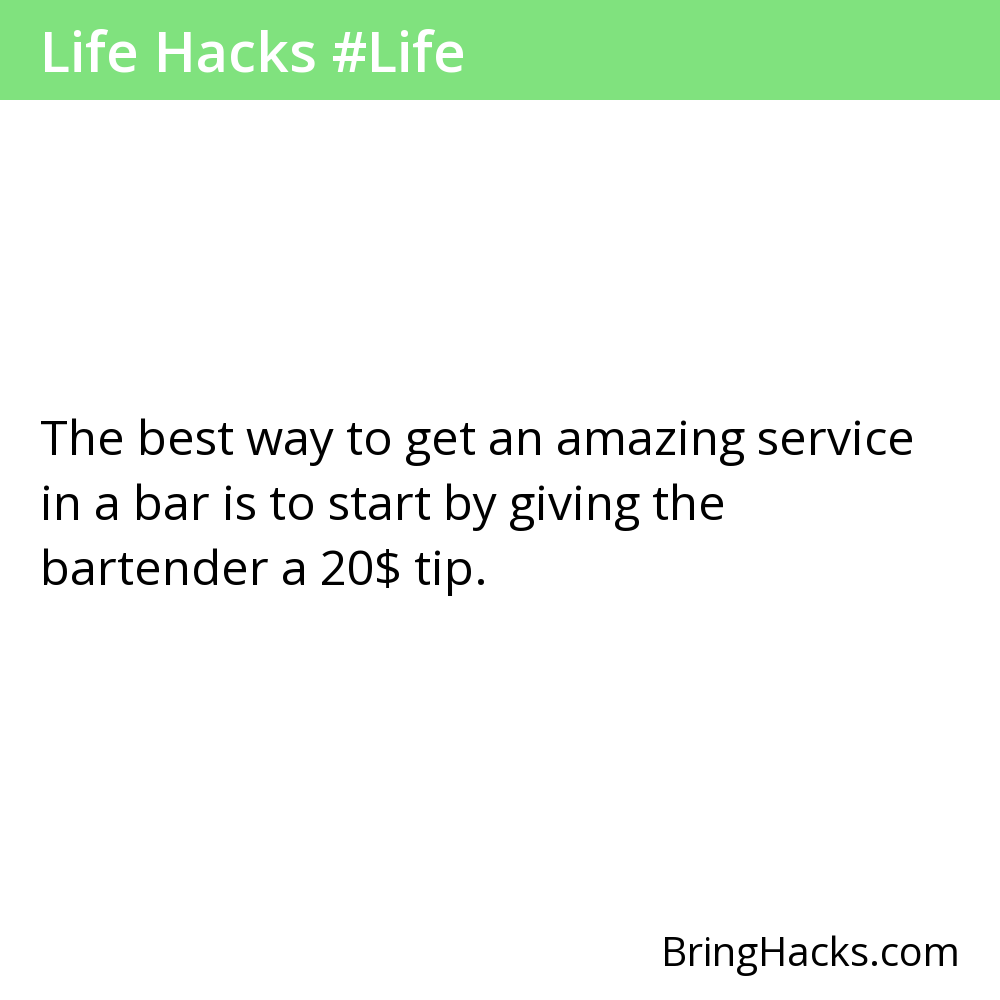 Life Hacks #Life
The best way to get an amazing service
in a bar is to start by giving the
bartender a 20$ tip.
BringHacks.com